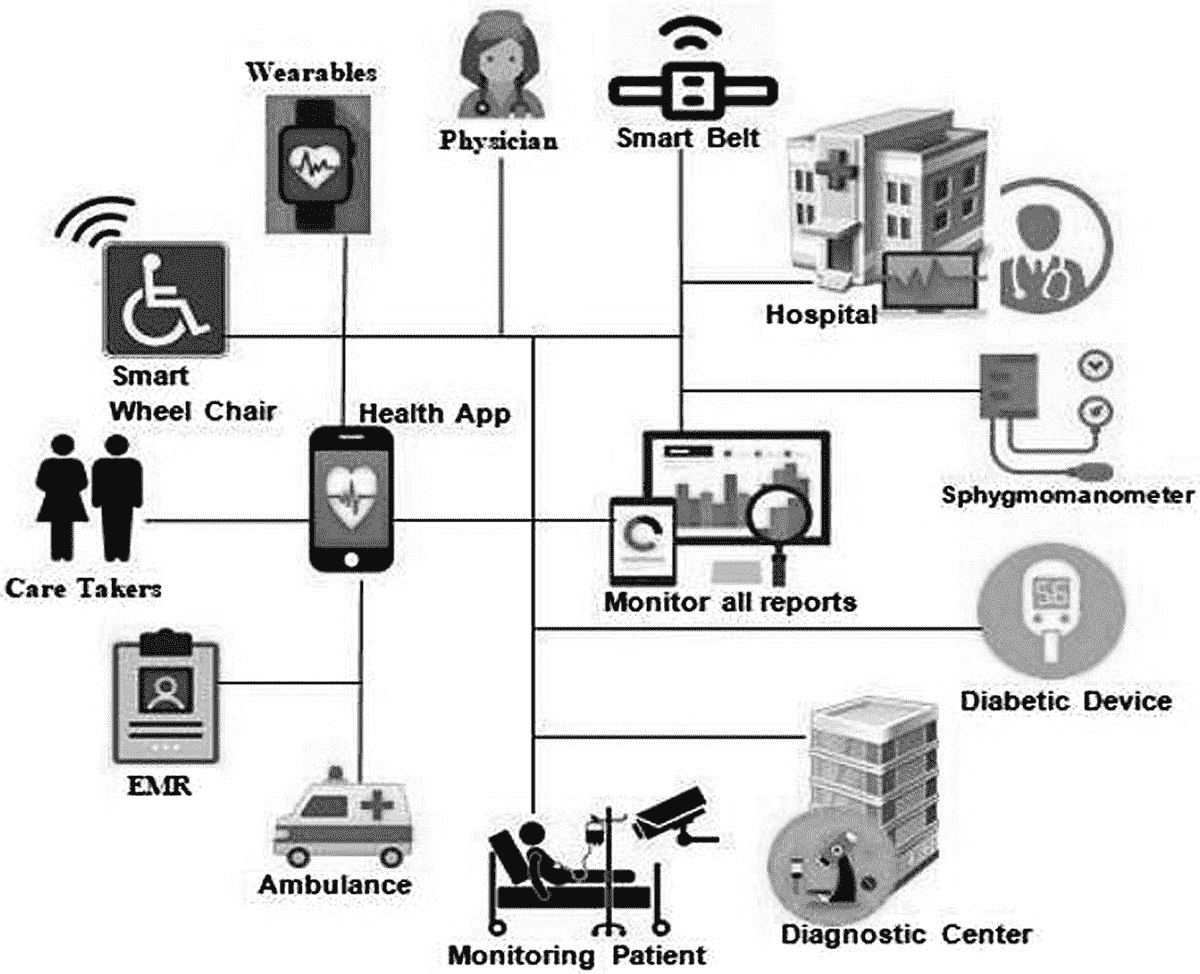 Wearables
Physician
Smart Belt
Hospital
Smart
Wheel Chair
Health App
Sphygmomanometer
Care Takers
Monitor all reports
56
Diabetic Device
EMR
Ambulance
Monitoring Patient
Diagnostic Center